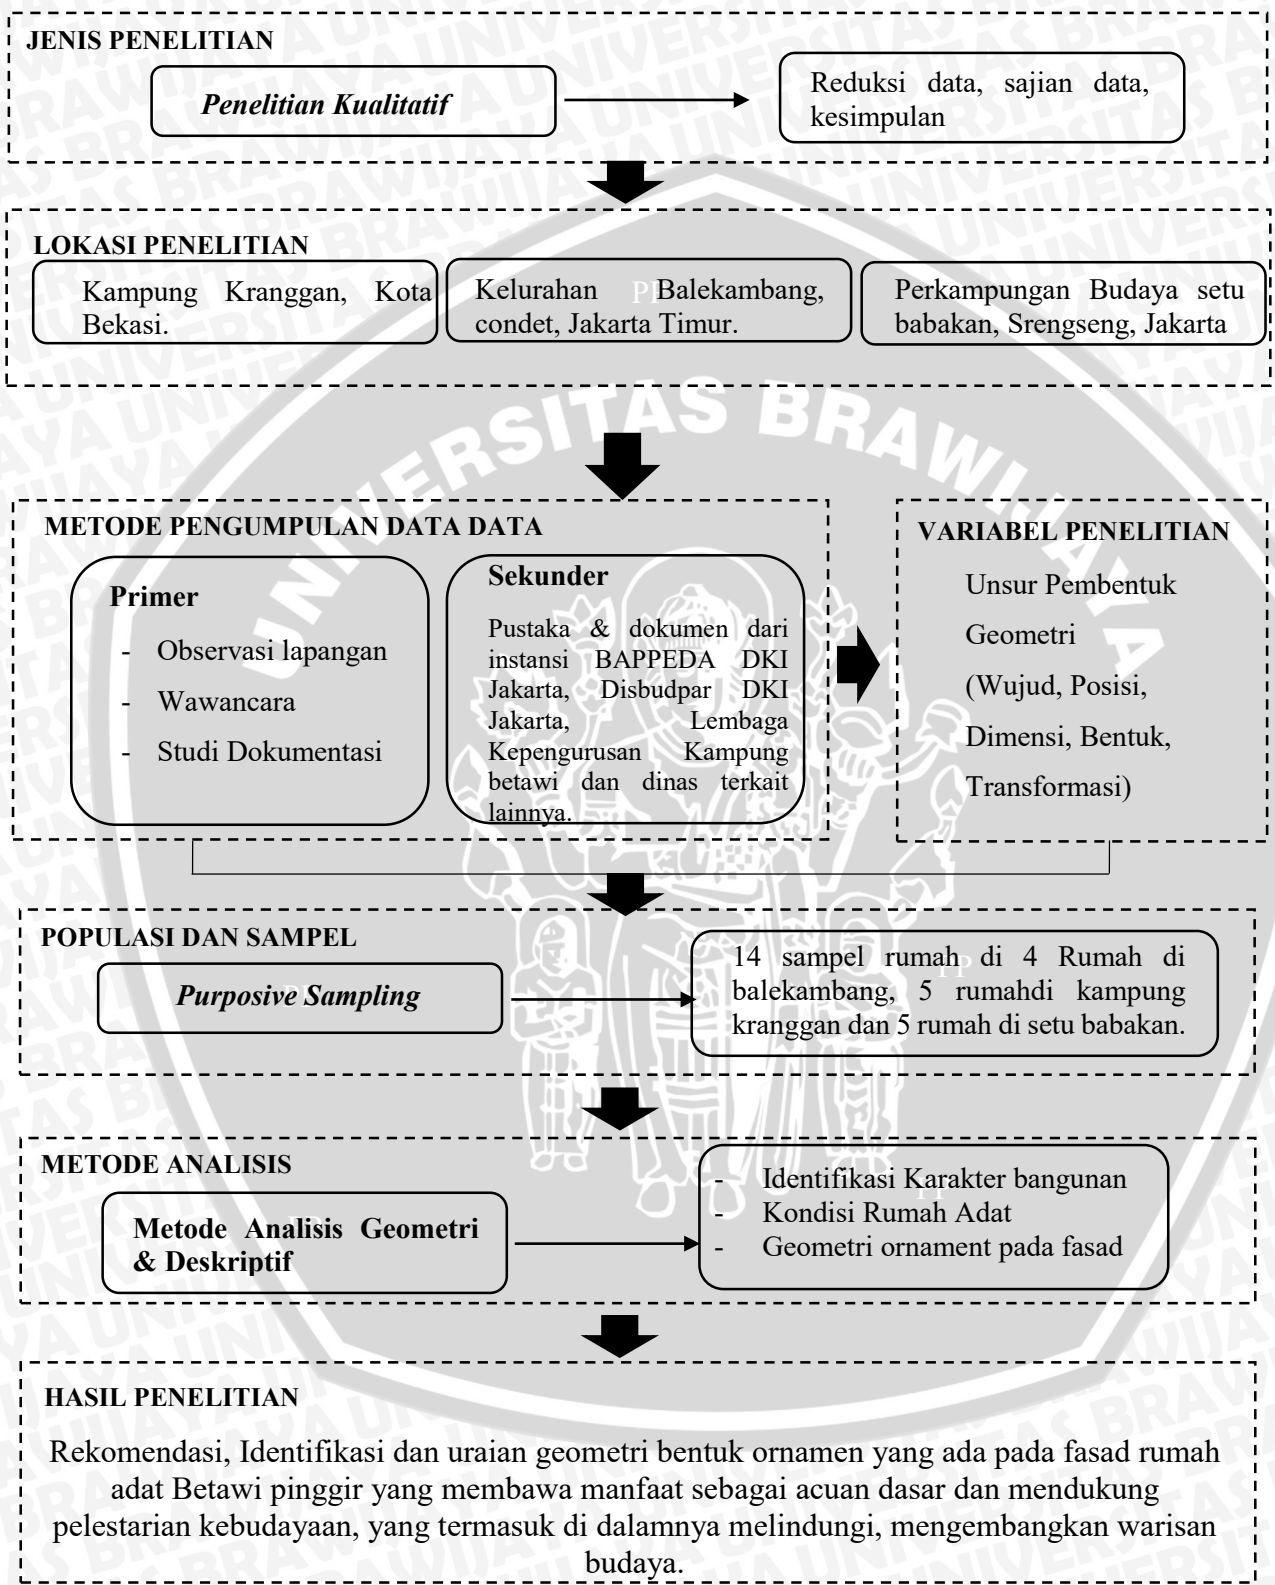 JENIS PENELITIAN
Penelitian Kualitatif
Reduksi data, sajian data,
kesimpulan
LOKASI PENELITIAN
Kampung Kranggan, Kota
Bekasi.
Kelurahan Balekambang,
condet, Jakarta Timur.
Perkampungan Budaya setu
babakan, Srengseng, Jakarta
UNIVERSITAS BRAWIJAYA
METODE PENGUMPULAN DATA DATA
Primer
- Observasi lapangan
- Wawancara
- Studi Dokumentasi
Sekunder
Pustaka & dokumen dari
instansi BAPPEDA DKI
Jakarta, Disbudpar DKI
Jakarta, Lembaga
Kepengurusan Kampung
betawi dan dinas terkait
lainnya.
VARIABEL PENELITIAN
Unsur Pembentuk
Geometri
(Wujud, Posisi,
Dimensi, Bentuk,
Transformasi)
POPULASI DAN SAMPEL
Purposive Sampling
14 sampel rumah di 4 Rumah di
balekambang, 5 rumahdi kampung
kranggan dan 5 rumah di setu babakan.
METODE ANALISIS
Metode Analisis Geometri
& Deskriptif
- Identifikasi Karakter bangunan
- Kondisi Rumah Adat
- Geometri ornament pada fasad
HASIL PENELITIAN
Rekomendasi, Identifikasi dan uraian geometri bentuk ornamen yang ada pada fasad rumah
adat Betawi pinggir yang membawa manfaat sebagai acuan dasar dan mendukung
pelestarian kebudayaan, yang termasuk di dalamnya melindungi, mengembangkan warisan
budaya.